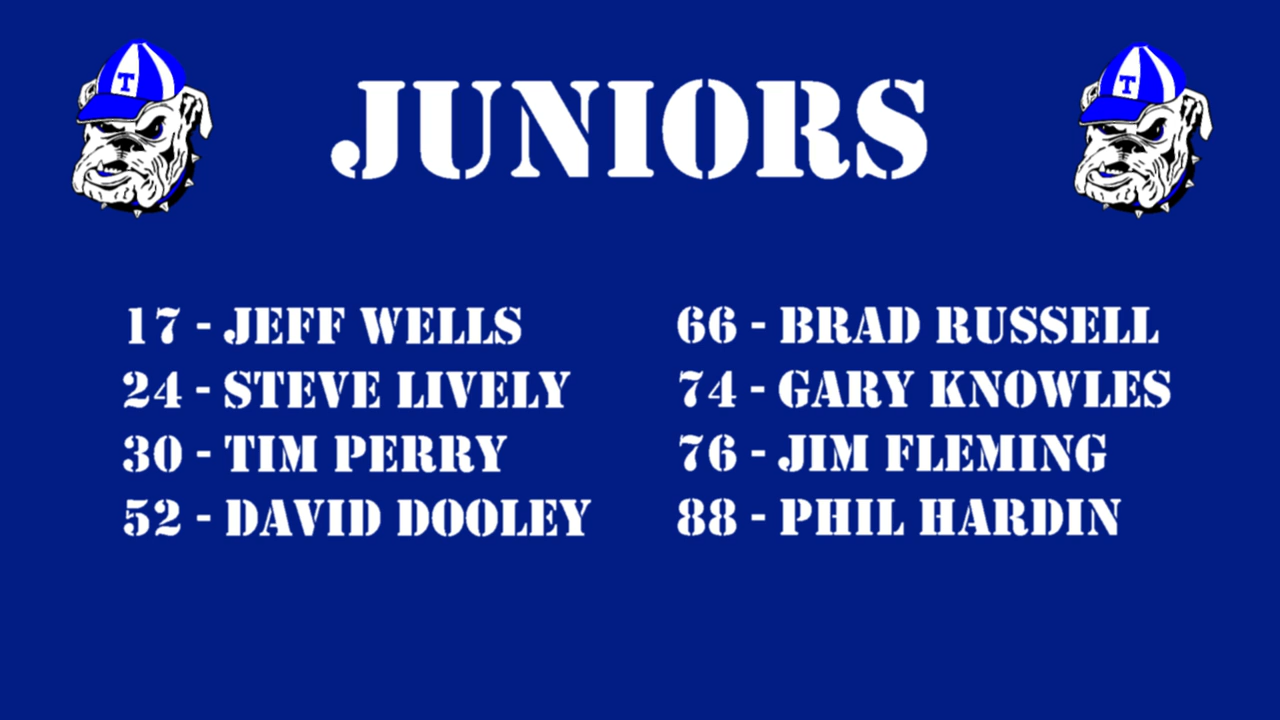 T
T
JUNIORS
17 - JEFF WELLS
24 - STEVE LIVELY
30 - TIM PERRY
52 - DAVID DOOLEY
66 - BRAD RUSSELL
74 - GARY KNOWLES
76 - JIM FLEMING
88 - PHIL HARDIN